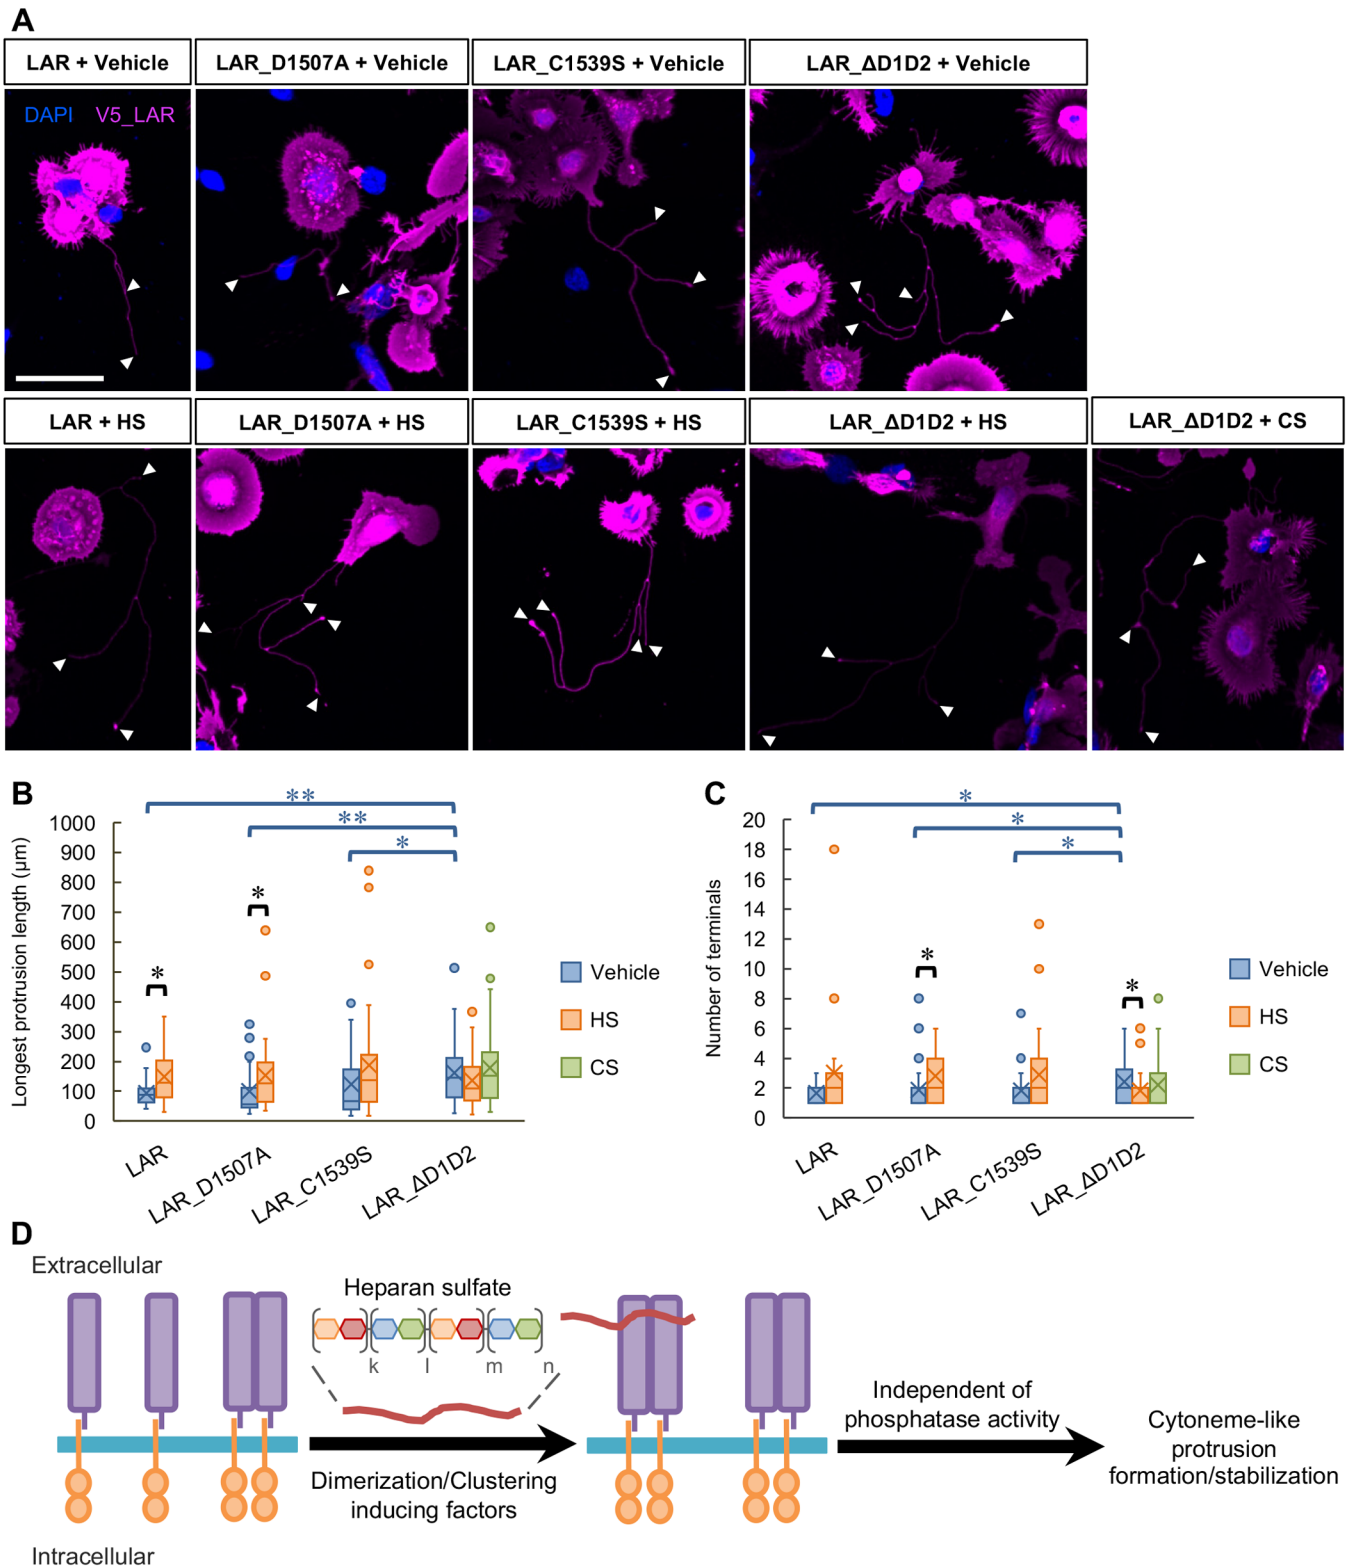 A
LAR + Vehicle
LAR_D1507A + Vehicle
LAR_C1539S + Vehicle
LAR_ΔD1D2 + Vehicle
DAPI V5_LAR
LAR + HS
LAR_D1507A + HS
LAR_C1539S + HS
LAR_ΔD1D2 + HS
LAR_ΔD1D2 + CS
B
Longest protrusion length (μm)
1000
900
800
700
600
500
400
300
200
100
0
**
**
*
*
*
LAR
LAR_D1507A
LAR_C1539S
LAR_ΔD1D2
Vehicle
HS
CS
C
Number of terminals
20
18
16
14
12
10
8
6
4
2
0
*
*
*
*
*
LAR
LAR_D1507A
LAR_C1539S
LAR_ΔD1D2
Vehicle
HS
CS
D
Extracellular
Heparan sulfate
k l m n
Dimerization/Clustering
inducing factors
Independent of
phosphatase activity
Cytoneme-like
protrusion
formation/stabilization
Intracellular